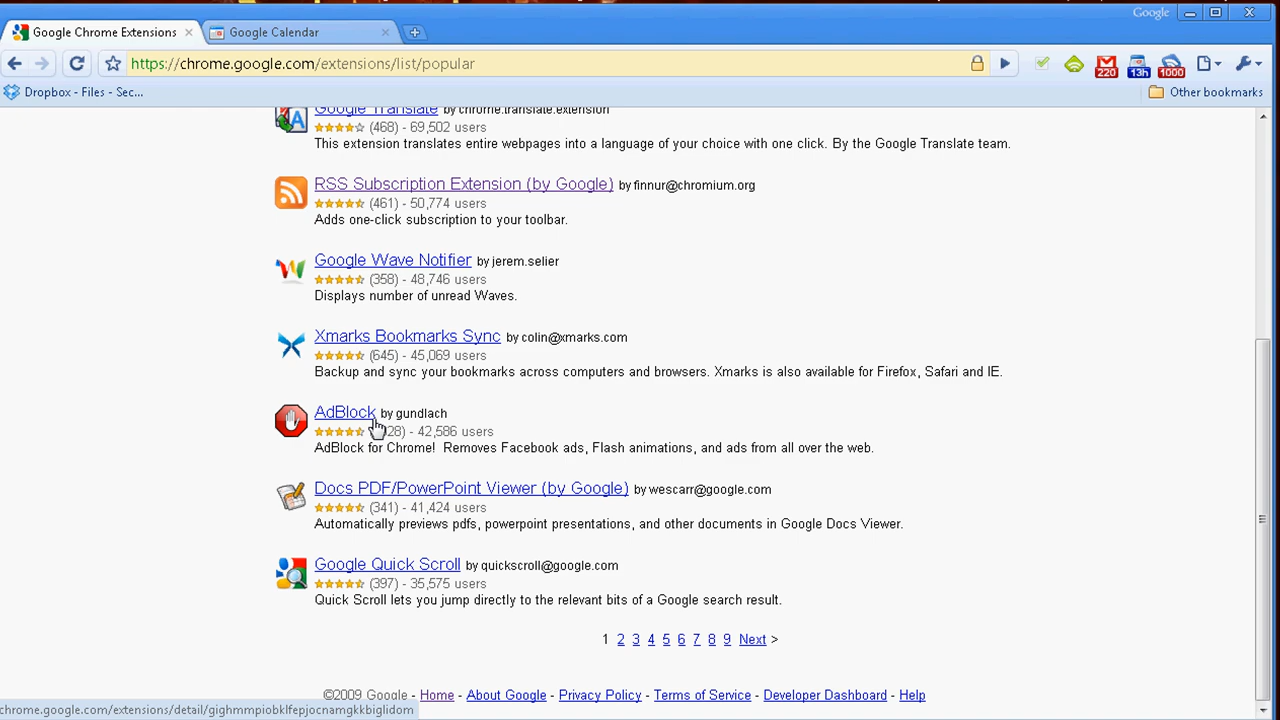 Google
Google Chrome Extensions
Google Calendar
https://chrome.google.com/extensions/list/popular
220
13h
1000
Dropbox - Files - Sec...
Other bookmarks
Google Translate by chrome.translate.extension
(468) - 69,502 users
This extension translates entire webpages into a language of your choice with one click. By the Google Translate team.
RSS Subscription Extension (by Google) by finnur@chromium.org
(461) - 50,774 users
Adds one-click subscription to your toolbar.
Google Wave Notifier by jerem.selier
(358) - 48,746 users
Displays number of unread Waves.
Xmarks Bookmarks Sync by colin@xmarks.com
(645) - 45,069 users
Backup and sync your bookmarks across computers and browsers. Xmarks is also available for Firefox, Safari and IE.
AdBlock by gundlach
- 42,586 users
AdBlock for Chrome! Removes Facebook ads, Flash animations, and ads from all over the web.
Docs PDF/PowerPoint Viewer (by Google) by wescarr@google.com
(341) - 41,424 users
Automatically previews pdfs, powerpoint presentations, and other documents in Google Docs Viewer.
Google Quick Scroll by quickscroll@google.com
(397) - 35,575 users
Quick Scroll lets you jump directly to the relevant bits of a Google search result.
1 2 3 4 5 6 7 8 9 Next >
©2009 Google - Home - About Google - Privacy Policy - Terms of Service - Developer Dashboard - Help
chrome.google.com/extensions/detail/gighmmpiobklfepjocnamgkkbiglidom